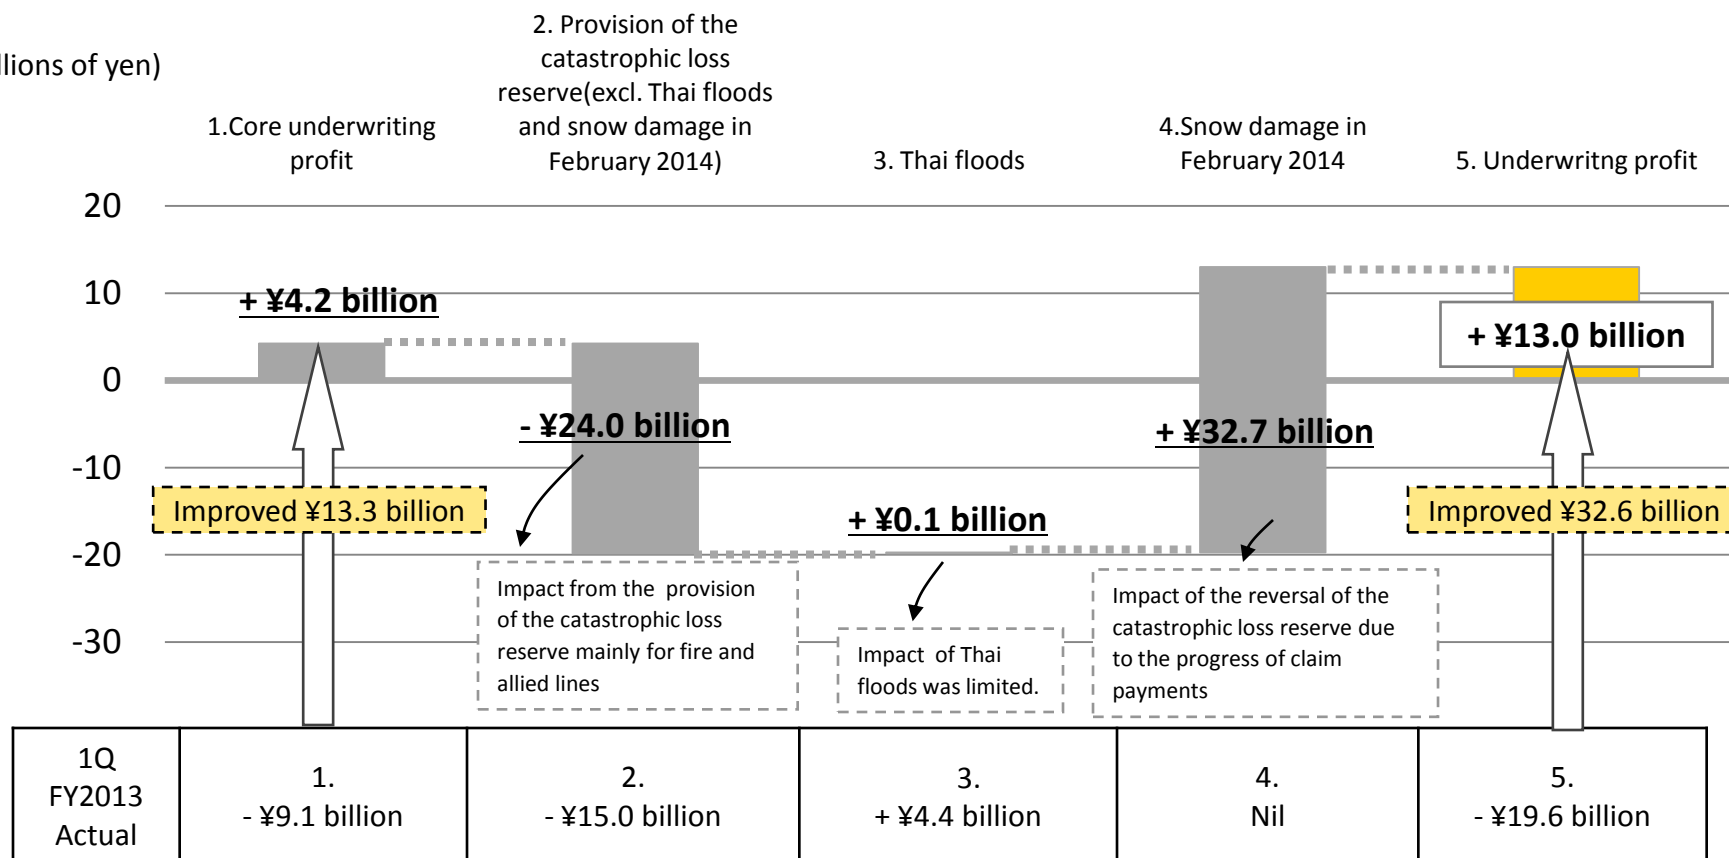 llions of yen)
1.Core underwriting
profit
2. Provision of the
catastrophic loss
reserve(excl. Thai floods
and snow damage in
February 2014)
3. Thai floods
4.Snow damage in
February 2014
5. Underwritng profit
20
10
0
-10
-20
-30
+ ¥4.2 billion
- ¥24.0 billion
+ ¥0.1 billion
+ ¥32.7 billion
+ ¥13.0 billion
Improved ¥13.3 billion
Improved ¥32.6 billion
Impact from the provision
of the catastrophic loss
reserve mainly for fire and
allied lines
Impact of Thai
floods was limited.
Impact of the reversal of the
catastrophic loss reserve due
to the progress of claim
payments
1Q
FY2013
Actual
1.
- ¥9.1 billion
2.
- ¥15.0 billion
3.
+ ¥4.4 billion
4.
Nil
5.
- ¥19.6 billion